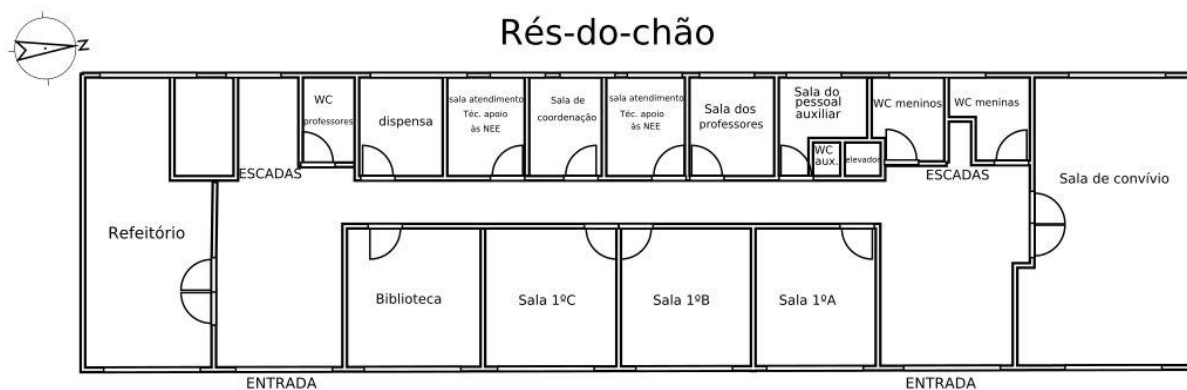 Rés-do-chão
N
WC
professores
dispensa
sala atendimento
Téc. apoio
às NEE
Sala de
coordenação
sala atendimento
Téc. apoio
às NEE
Sala dos
professores
Sala do
pessoal
auxiliar
WC
aux.
elevador
WC meninos
WC meninas
ESCADAS
ESCADAS
Sala de convívio
Refeitório
Biblioteca
Sala 1ºC
Sala 1ºB
Sala 1ºA
ENTRADA
ENTRADA